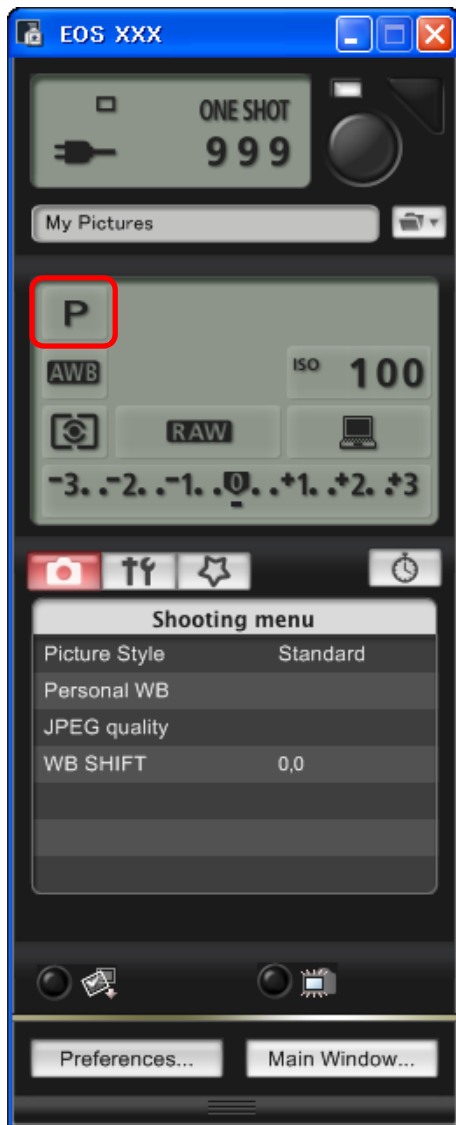 EOS XXX
ONE SHOT
999
My Pictures
P
AWB
ISO 100
RAW
-3. .-2. .-1. .0. .+1. .+2. .+3
Shooting menu
Picture Style Standard
Personal WB
JPEG quality
WB SHIFT 0,0
Preferences... Main Window...